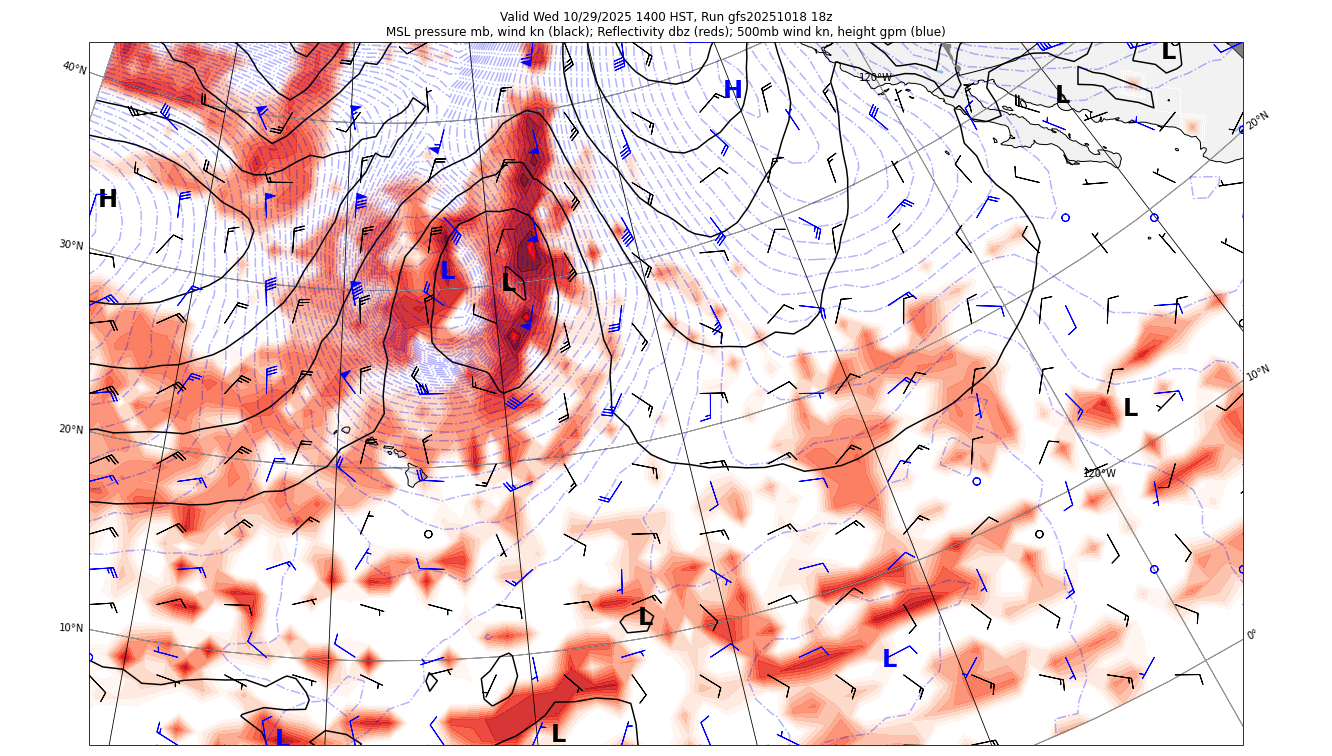 Valid Wed 10/29/2025 1400 HST, Run gfs20251018 18z
MSL pressure mb, wind kn (black); Reflectivity dbz (reds); 500mb wind kn, height gpm (blue)
L
40°N
120°W
H
L
20°N
H
30°N
L
L
10°N
L
20°N
120°W
L
10°N
0°
L
L
L